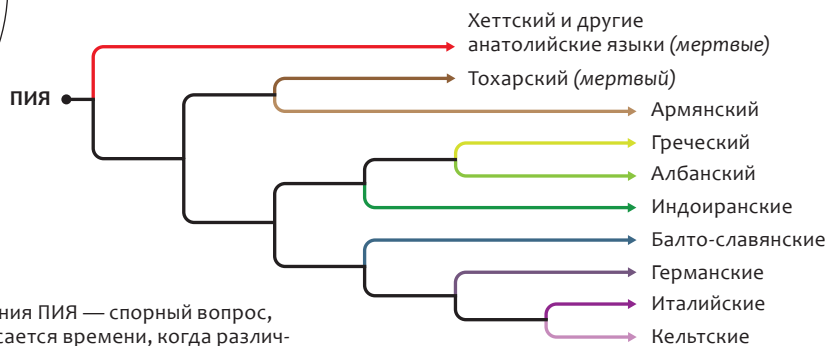 Хеттский и другие
анатолийские языки (мертвые)
ПИЯ
Тохарский (мертвый)
Армянский
Греческий
Албанский
Индоиранские
Балто-славянские
Германские
Италийские
Кельтские
ния ПИЯ — спорный вопрос,
сается времени, когда различ-